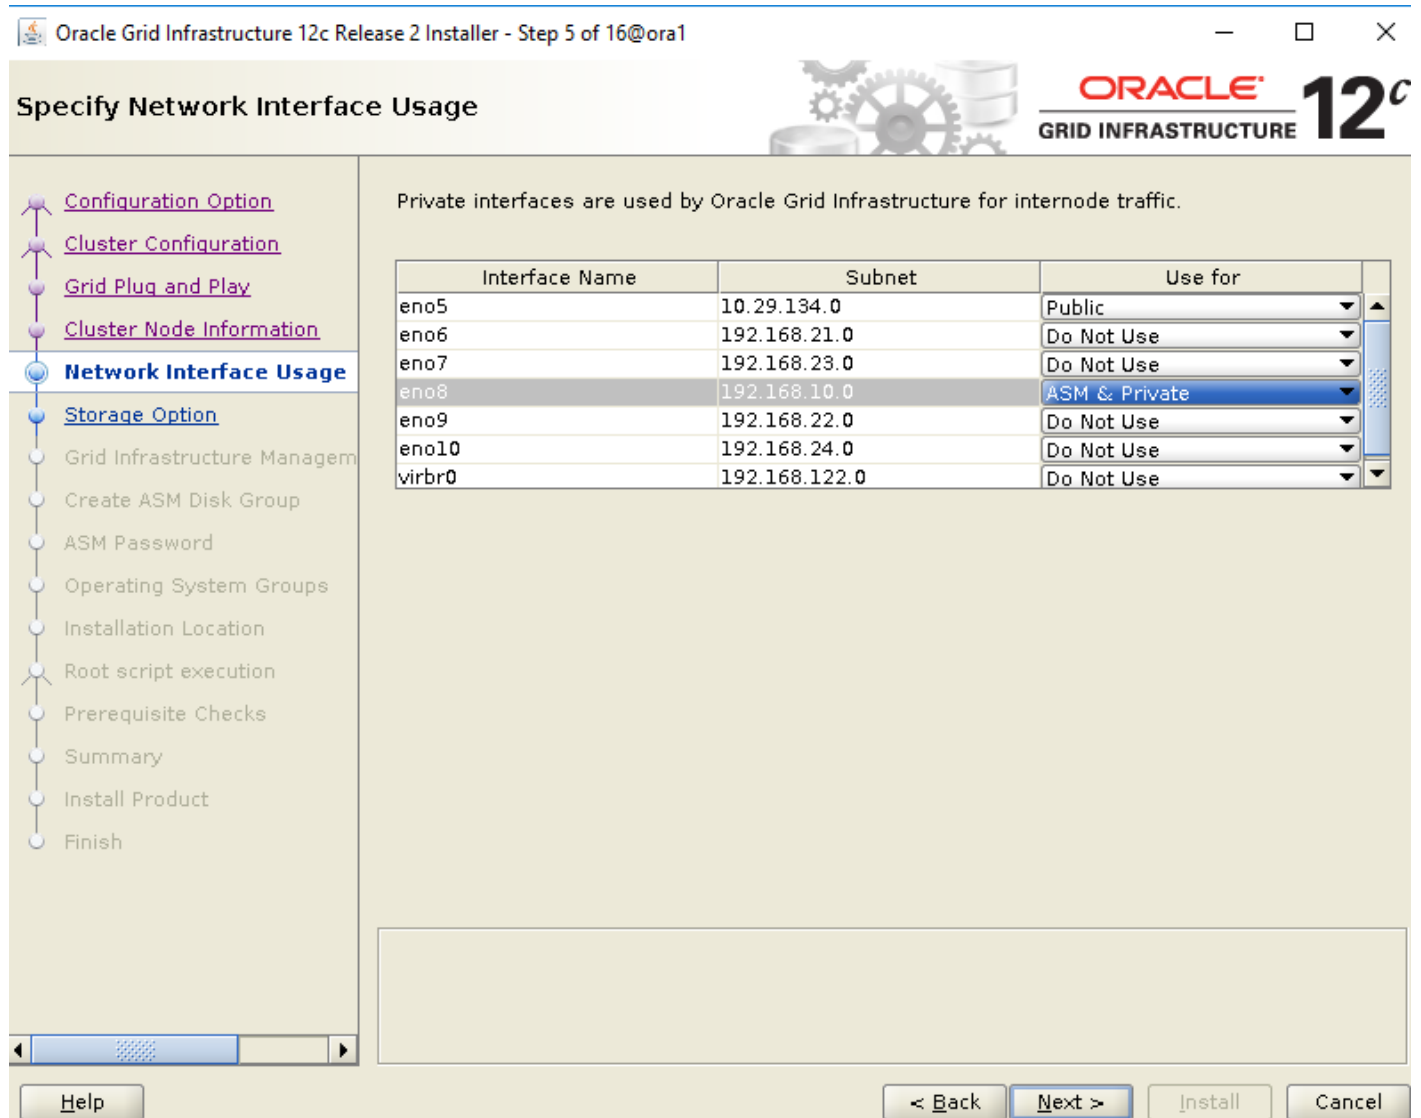 Oracle Grid Infrastructure 12c Release 2 Installer - Step 5 of 16@ora1
Specify Network Interface Usage
ORACLE
GRID INFRASTRUCTURE
12c
Configuration Option
Cluster Configuration
Grid Plug and Play
Cluster Node Information
Network Interface Usage
Storage Option
Grid Infrastructure Managem
Create ASM Disk Group
ASM Password
Operating System Groups
Installation Location
Root script execution
Prerequisite Checks
Summary
Install Product
Finish
Private interfaces are used by Oracle Grid Infrastructure for internode traffic.
Interface Name Subnet Use for
eno5 10.29.134.0 Public
eno6 192.168.21.0 Do Not Use
eno7 192.168.23.0 Do Not Use
eno8 192.168.10.0 ASM & Private
eno9 192.168.22.0 Do Not Use
eno10 192.168.24.0 Do Not Use
virbr0 192.168.122.0 Do Not Use
Help
< Back
Next >
Install
Cancel